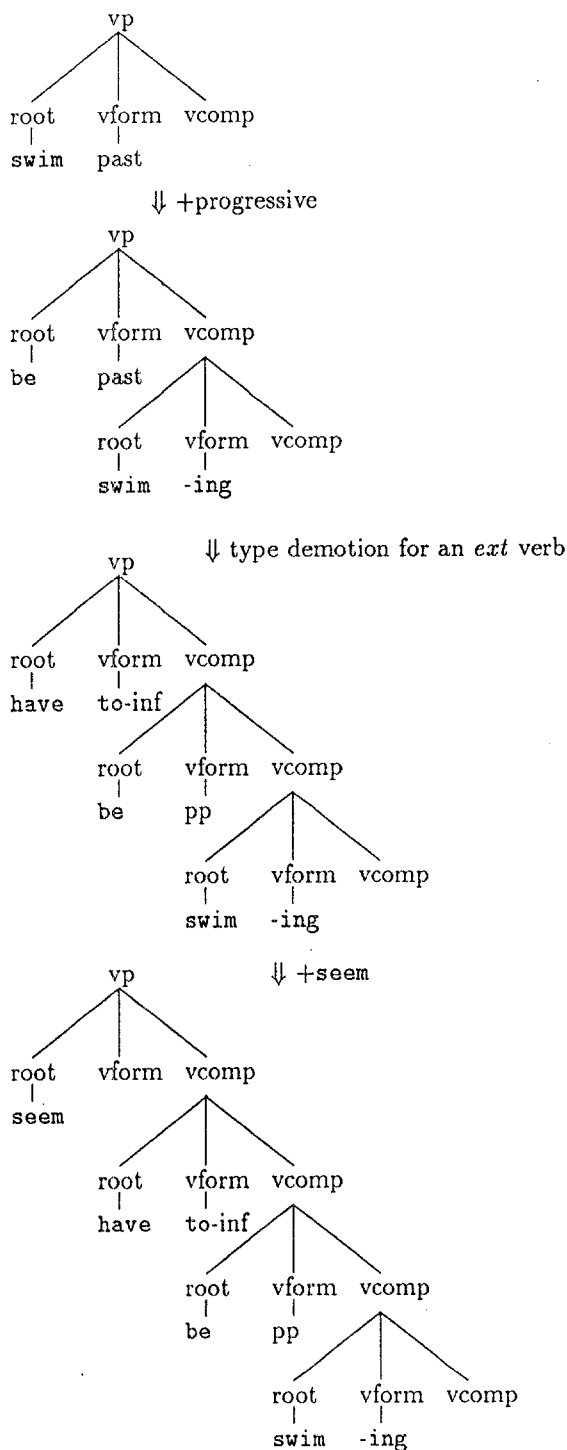 vp
root vform vcomp
swim past
⇓ +progressive
vp
root vform vcomp
be past
root vform vcomp
swim -ing
⇓ type demotion for an ext verb
vp
root vform vcomp
have to-inf
root vform vcomp
be pp
root vform vcomp
swim -ing
⇓ +seem
vp
root vform vcomp
seem
root vform vcomp
have to-inf
root vform vcomp
be pp
root vform vcomp
swim -ing